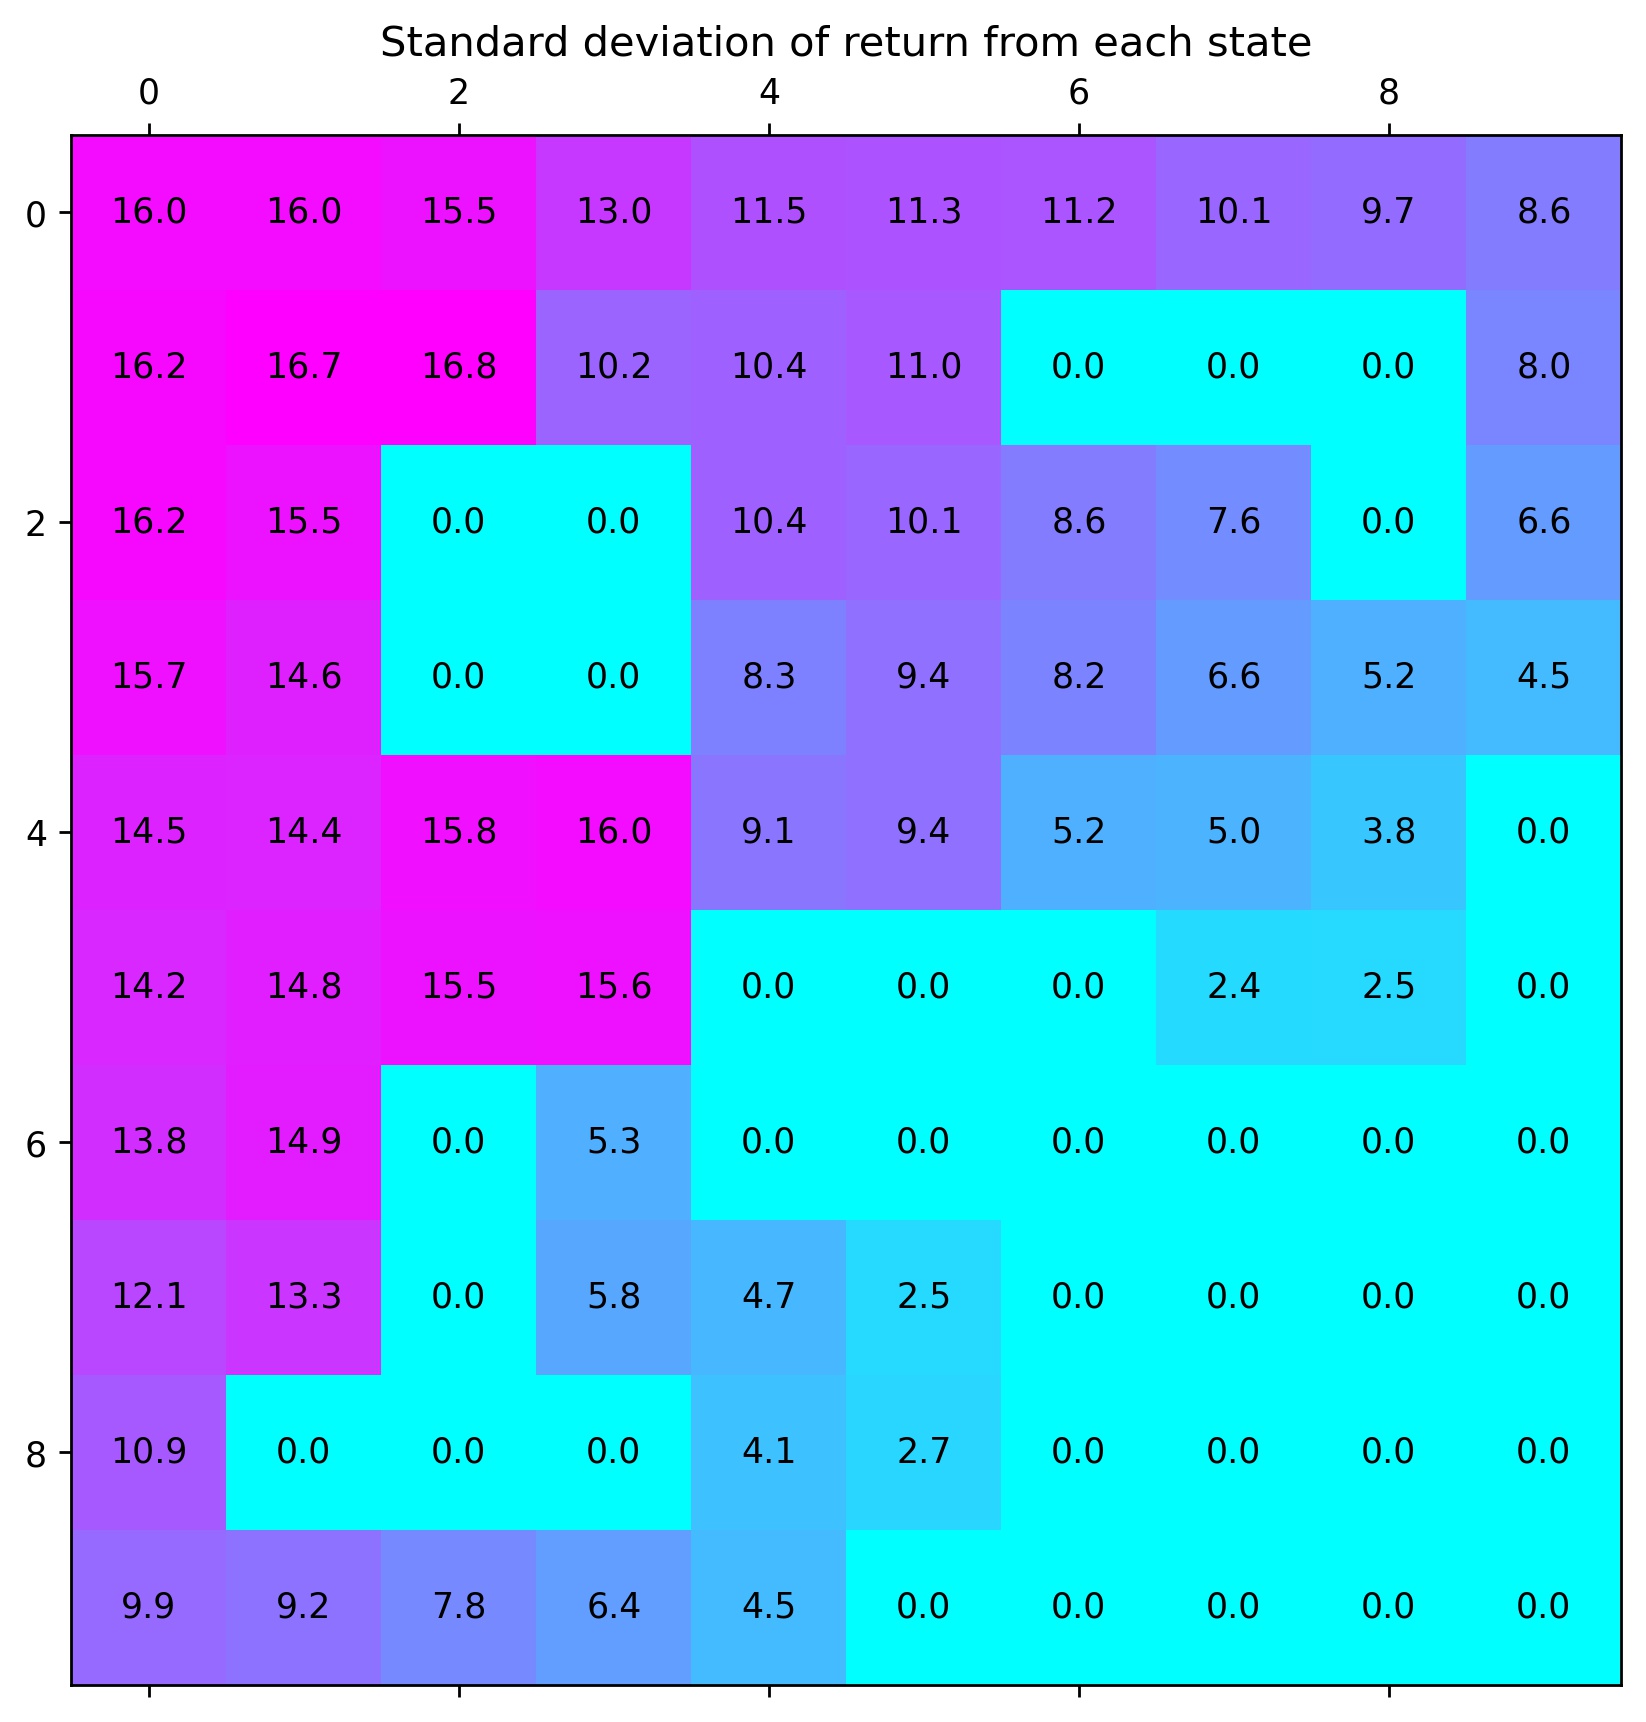 Standard deviation of return from each state
0 2 4 6 8
0 16.0 16.0 15.5 13.0 11.5 11.3 11.2 10.1 9.7 8.6
16.2 16.7 16.8 10.2 10.4 11.0 0.0 0.0 0.0 8.0
2 16.2 15.5 0.0 0.0 10.4 10.1 8.6 7.6 0.0 6.6
15.7 14.6 0.0 0.0 8.3 9.4 8.2 6.6 5.2 4.5
4 14.5 14.4 15.8 16.0 9.1 9.4 5.2 5.0 3.8 0.0
14.2 14.8 15.5 15.6 0.0 0.0 0.0 2.4 2.5 0.0
6 13.8 14.9 0.0 5.3 0.0 0.0 0.0 0.0 0.0 0.0
12.1 13.3 0.0 5.8 4.7 2.5 0.0 0.0 0.0 0.0
8 10.9 0.0 0.0 0.0 4.1 2.7 0.0 0.0 0.0 0.0
9.9 9.2 7.8 6.4 4.5 0.0 0.0 0.0 0.0 0.0